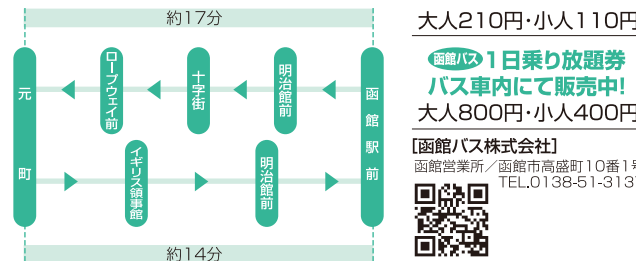 約17分
元町
ロープウェイ前
十字街
明治館前
函館駅前
イギリス領事館
明治館前
約14分
大人210円・小人110円
函館バス 1日乗り放題券
バス車内にて販売中!
大人800円・小人400円
[函館バス株式会社]
函館営業所/函館市高盛町10番1号
TEL.0138-51-313